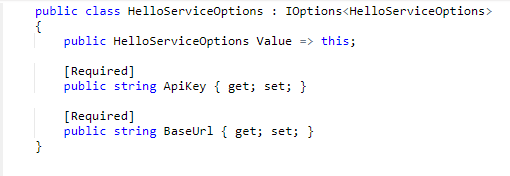 public class HelloServiceOptions : IOptions<HelloServiceOptions>
{
    public HelloServiceOptions Value => this;

    [Required]
    public string ApiKey { get; set; }

    [Required]
    public string BaseUrl { get; set; }
}